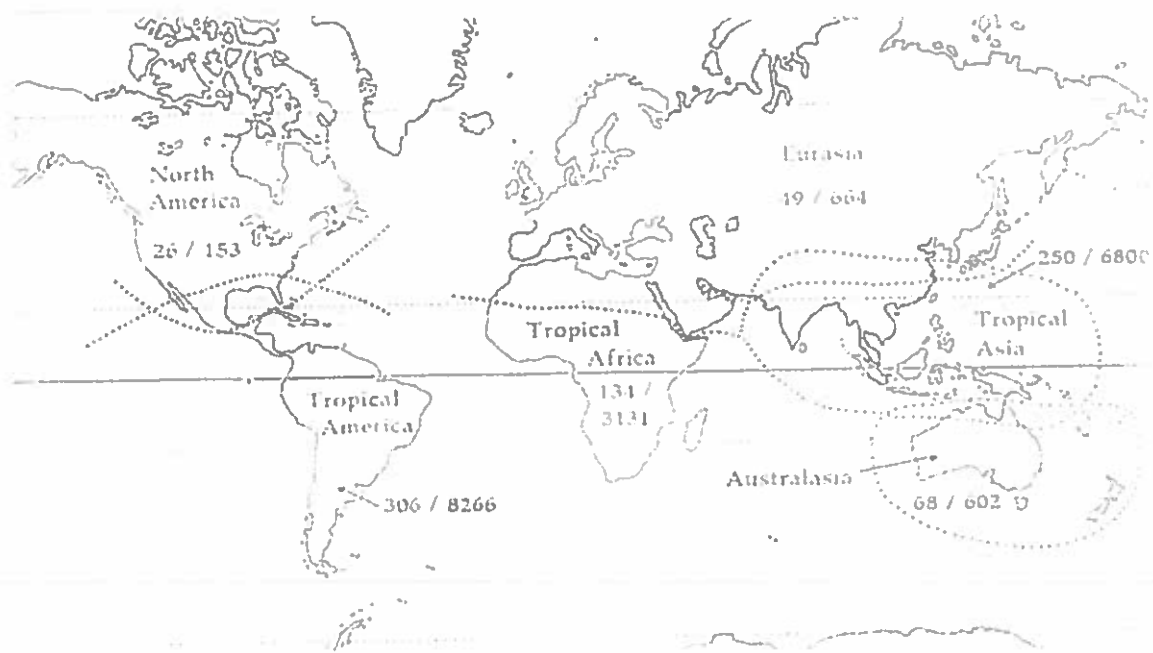 North
America
26 / 153
Eurasia
49 / 664
250 / 6800
Tropical
Asia
Tropical
Africa
134 /
3131
Tropical
America
306 / 8266
Australasia
68 / 602